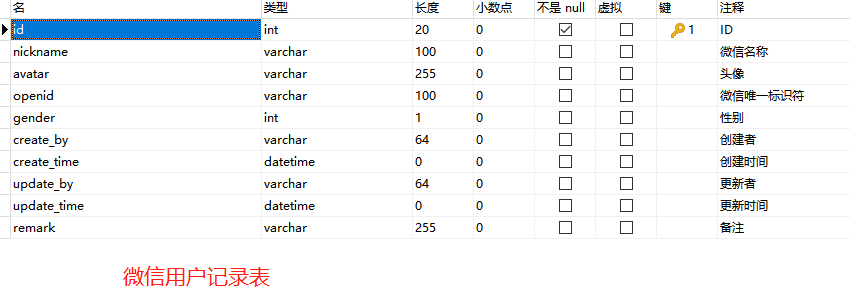 名 类型 长度 小数点 不是 null 虚拟 键 注释
id int 20 0 1 ID
nickname varchar 100 0 微信名称
avatar varchar 255 0 头像
openid varchar 100 0 微信唯一标识符
gender int 1 0 性别
create_by varchar 64 0 创建者
create_time datetime 0 0 创建时间
update_by varchar 64 0 更新者
update_time datetime 0 0 更新时间
remark varchar 255 0 备注
微信用户记录表